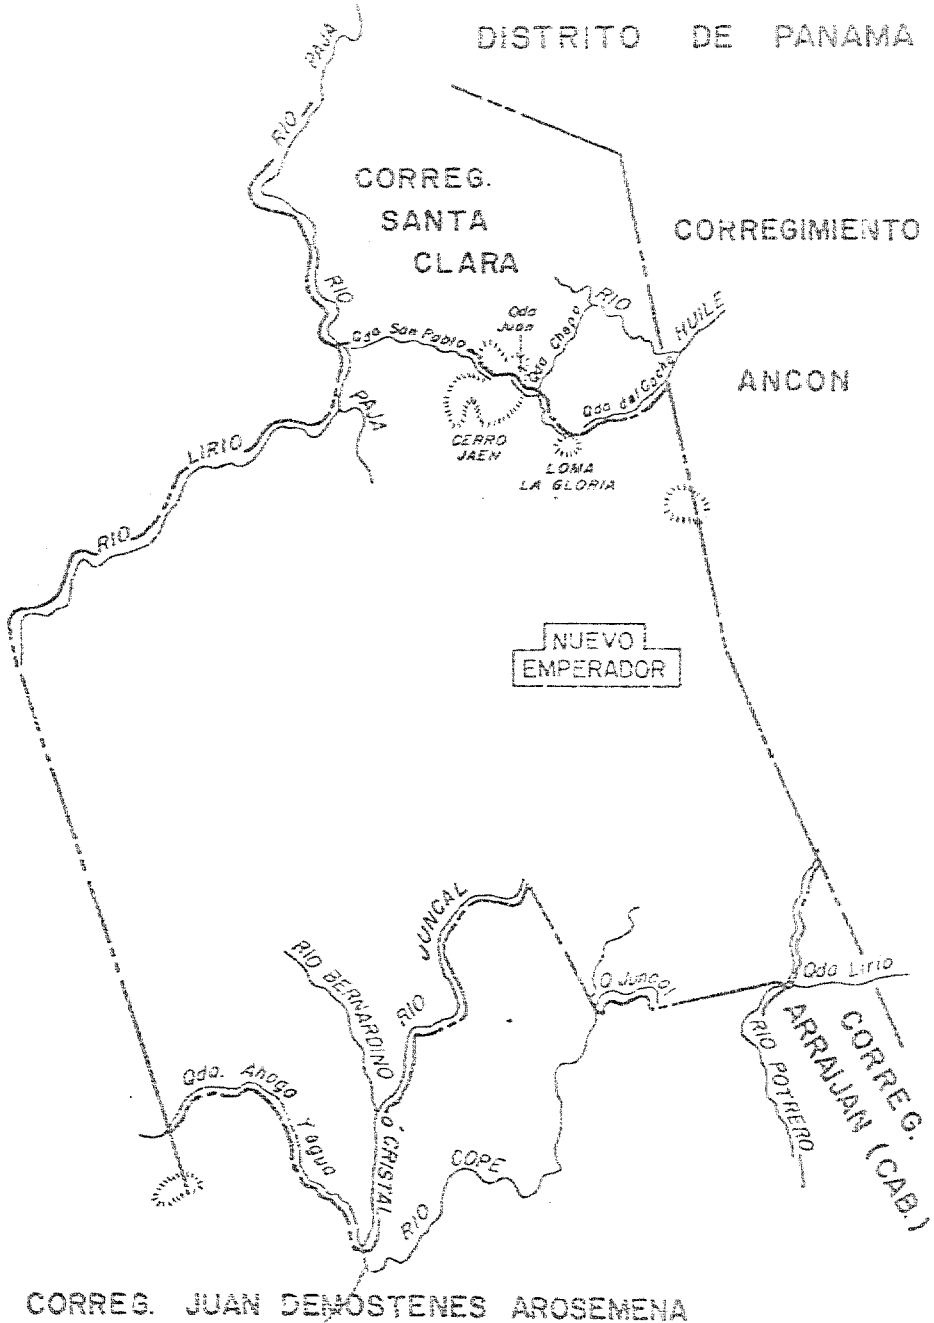 DISTRITO DE PANAMA
RIO PAJA
CORREG.
SANTA
CLARA
CORREGIMIENTO
ANCON
RIO
PAJA
Qda San Pablo
Qda
Juan
Qda Chapo
RIO
HUILE
Qda del Gacho
CERRO
JAEN
LOMA
LA GLORIA
RIO LIRIO
NUEVO
EMPERADOR
RIO JUNCAL
RIO BERNARDINO
Q Juncal
Qda Lirio
RIO POTRERO
CORREG.
ARRAIJAN (CAB.)
Qda. Ahoga Yagua
Ó CRISTAL
RIO COPE
CORREG. JUAN DEMOSTENES AROSEMENA